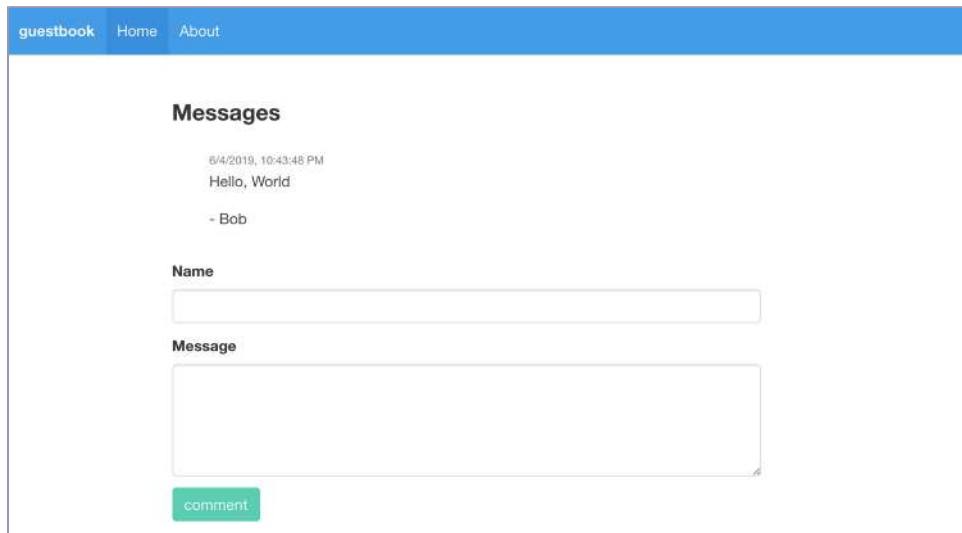 guestbook Home About
Messages
6/4/2019, 10:43:48 PM
Hello, World
- Bob
Name
Message
comment